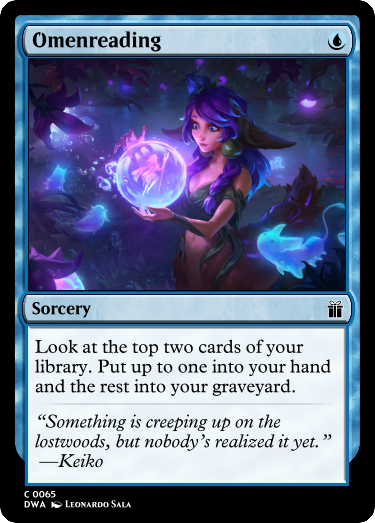 Omenreading
Sorcery
Look at the top two cards of your
library. Put up to one into your hand
and the rest into your graveyard.
“Something is creeping up on the
lostwoods, but nobody’s realized it yet.”
—Keiko
C 0065
DWA Leonardo Sala